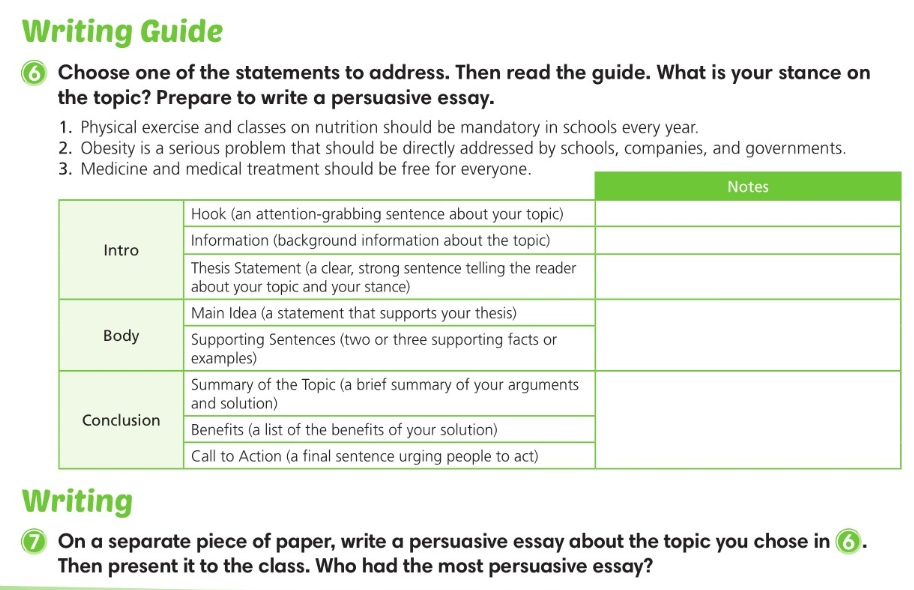 Writing Guide
6 Choose one of the statements to address. Then read the guide. What is your stance on
the topic? Prepare to write a persuasive essay.
1. Physical exercise and classes on nutrition should be mandatory in schools every year.
2. Obesity is a serious problem that should be directly addressed by schools, companies, and governments.
3. Medicine and medical treatment should be free for everyone.
Notes
Intro
Hook (an attention-grabbing sentence about your topic)
Information (background information about the topic)
Thesis Statement (a clear, strong sentence telling the reader
about your topic and your stance)
Body
Main Idea (a statement that supports your thesis)
Supporting Sentences (two or three supporting facts or
examples)
Conclusion
Summary of the Topic (a brief summary of your arguments
and solution)
Benefits (a list of the benefits of your solution)
Call to Action (a final sentence urging people to act)
Writing
7 On a separate piece of paper, write a persuasive essay about the topic you chose in 6.
Then present it to the class. Who had the most persuasive essay?